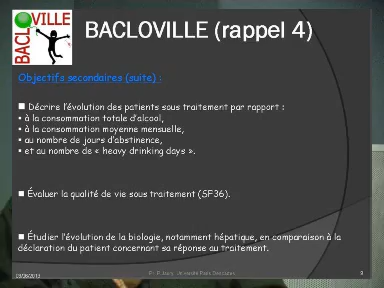 BACLOVILLE
BACLOVILLE (rappel 4)
Objectifs secondaires (suite) :
■ Décrire l'évolution des patients sous traitement par rapport :
▪ à la consommation totale d'alcool,
▪ à la consommation moyenne mensuelle,
▪ au nombre de jours d'abstinence,
▪ et au nombre de « heavy drinking days ».
■ Évaluer la qualité de vie sous traitement (SF36).
■ Étudier l'évolution de la biologie, notamment hépatique, en comparaison à la
déclaration du patient concernant sa réponse au traitement.
Université Paris Descartes
9